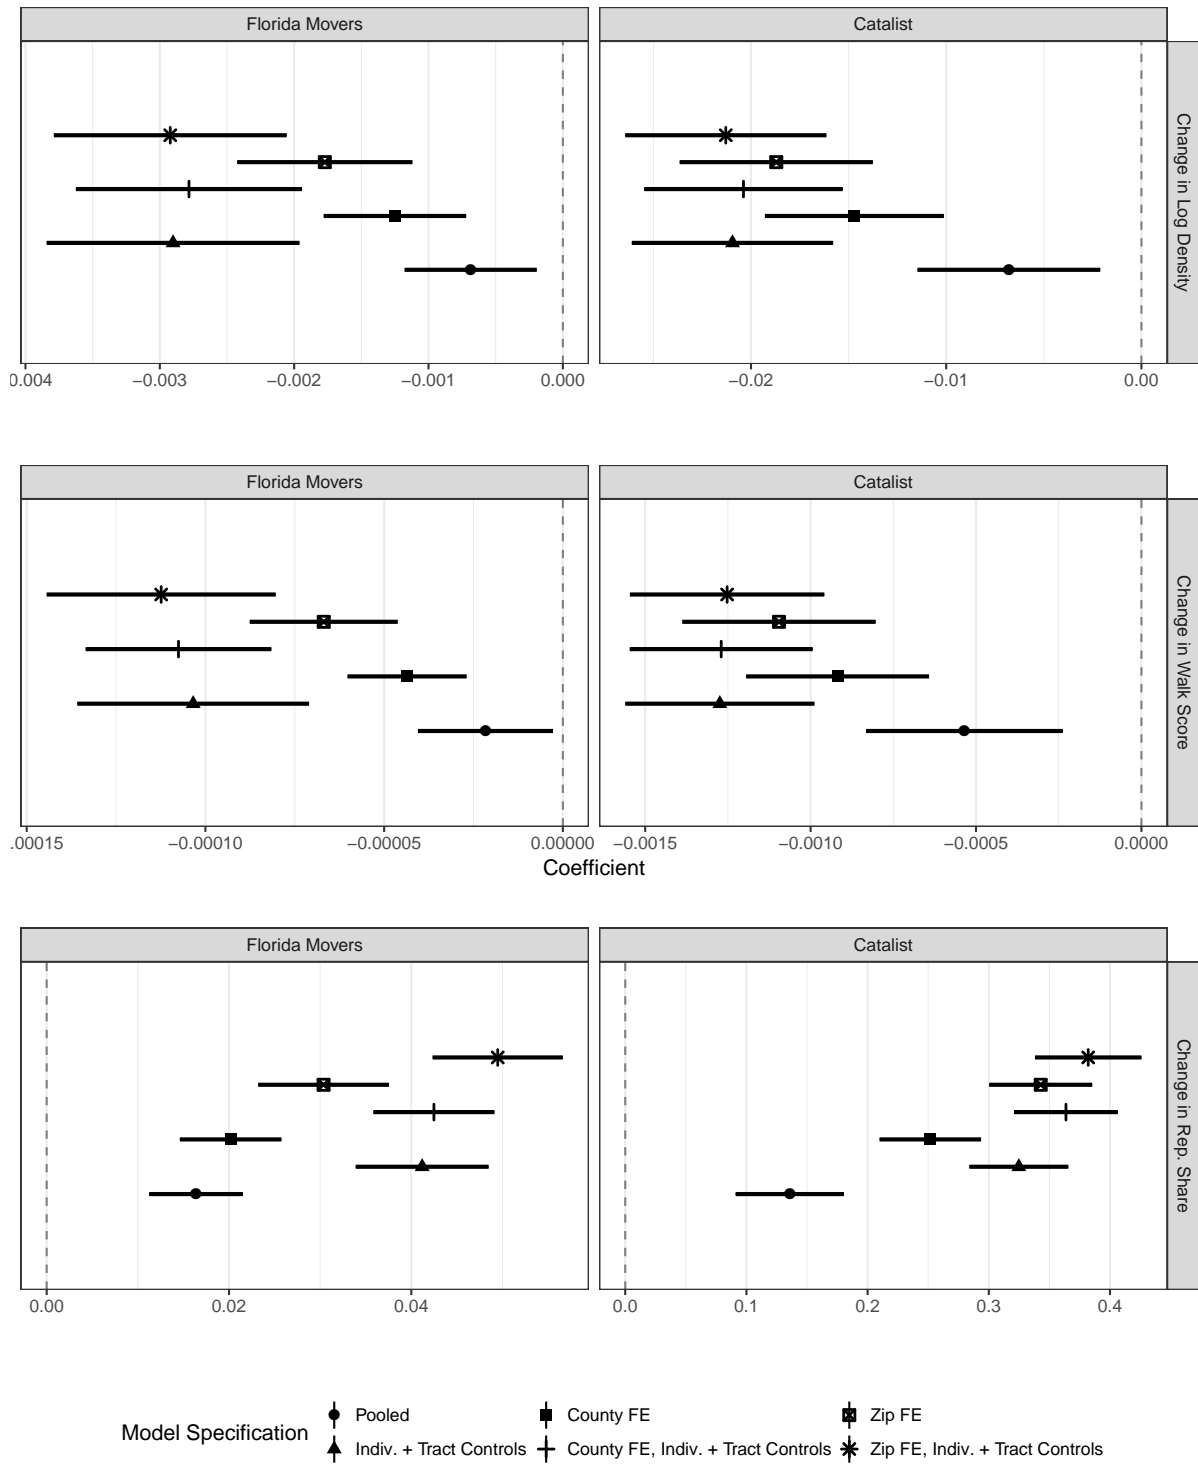 Florida Movers Catalist
Change in Log Density
0.004 −0.003 −0.002 −0.001 0.000 −0.02 −0.01 0.00
Florida Movers Catalist
Change in Walk Score
.00015 −0.00010 −0.00005 0.00000 −0.0015 −0.0010 −0.0005 0.0000
Coefficient
Florida Movers Catalist
Change in Rep. Share
0.00 0.02 0.04 0.0 0.1 0.2 0.3 0.4
Model Specification
Pooled County FE Zip FE
Indiv. + Tract Controls County FE, Indiv. + Tract Controls Zip FE, Indiv. + Tract Controls